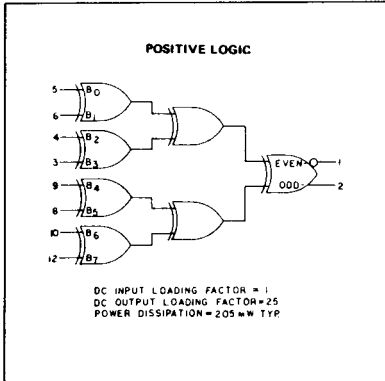 POSITIVE LOGIC
5 B0
6 B1
4 B2
3 B3
9 B4
8 B5
10 B6
12 B7
EVEN 1
ODD 2
DC INPUT LOADING FACTOR = 1
DC OUTPUT LOADING FACTOR=25
POWER DISSIPATION = 205 MW TYP.